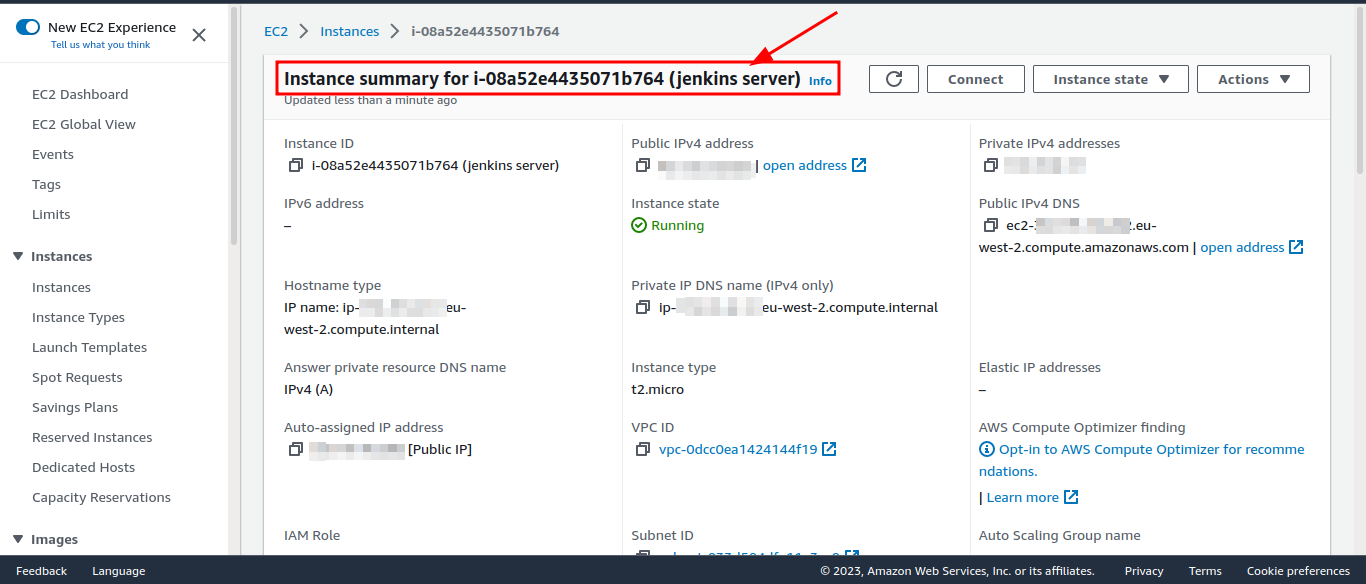 New EC2 Experience
Tell us what you think
EC2 Dashboard
EC2 Global View
Events
Tags
Limits
Instances
Instances
Instance Types
Launch Templates
Spot Requests
Savings Plans
Reserved Instances
Dedicated Hosts
Capacity Reservations
Images
EC2 > Instances > i-08a52e4435071b764
Instance summary for i-08a52e4435071b764 (jenkins server) Info
Updated less than a minute ago
Connect
Instance state
Actions
Instance ID
i-08a52e4435071b764 (jenkins server)
IPv6 address
–
Hostname type
IP name: ip- eu-
west-2.compute.internal
Answer private resource DNS name
IPv4 (A)
Auto-assigned IP address
[Public IP]
IAM Role
Public IPv4 address
| open address
Instance state
Running
Private IP DNS name (IPv4 only)
ip- eu-west-2.compute.internal
Instance type
t2.micro
VPC ID
vpc-0dcc0ea1424144f19
Subnet ID
Private IPv4 addresses
Public IPv4 DNS
ec2- .eu-
west-2.compute.amazonaws.com | open address
Elastic IP addresses
–
AWS Compute Optimizer finding
Opt-in to AWS Compute Optimizer for recomme
ndations.
| Learn more
Auto Scaling Group name
Feedback
Language
© 2023, Amazon Web Services, Inc. or its affiliates.
Privacy
Terms
Cookie preferences